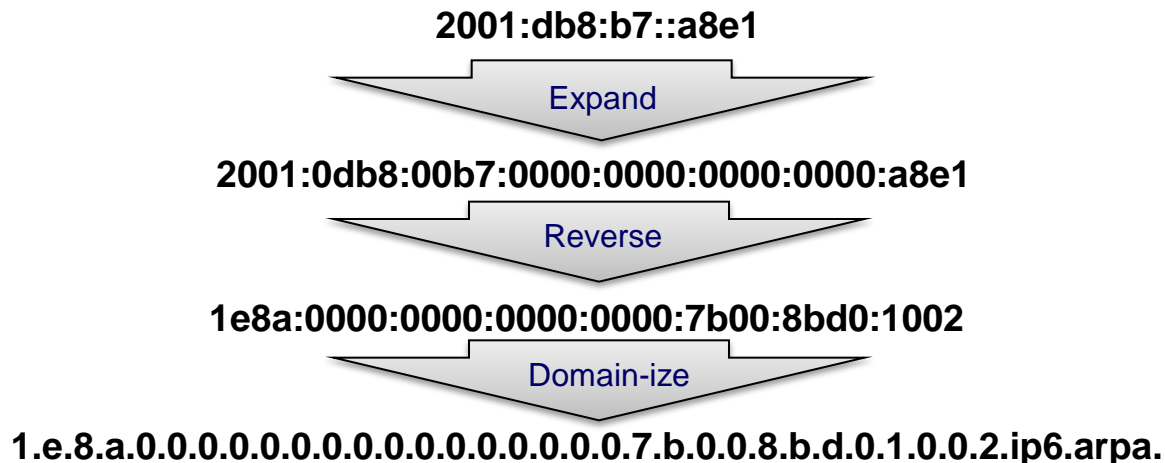 2001:db8:b7::a8e1
Expand
2001:0db8:00b7:0000:0000:0000:0000:a8e1
Reverse
1e8a:0000:0000:0000:0000:7b00:8bd0:1002
Domain-ize
1.e.8.a.0.0.0.0.0.0.0.0.0.0.0.0.0.0.0.0.7.b.0.0.8.b.d.0.1.0.0.2.ip6.arpa.